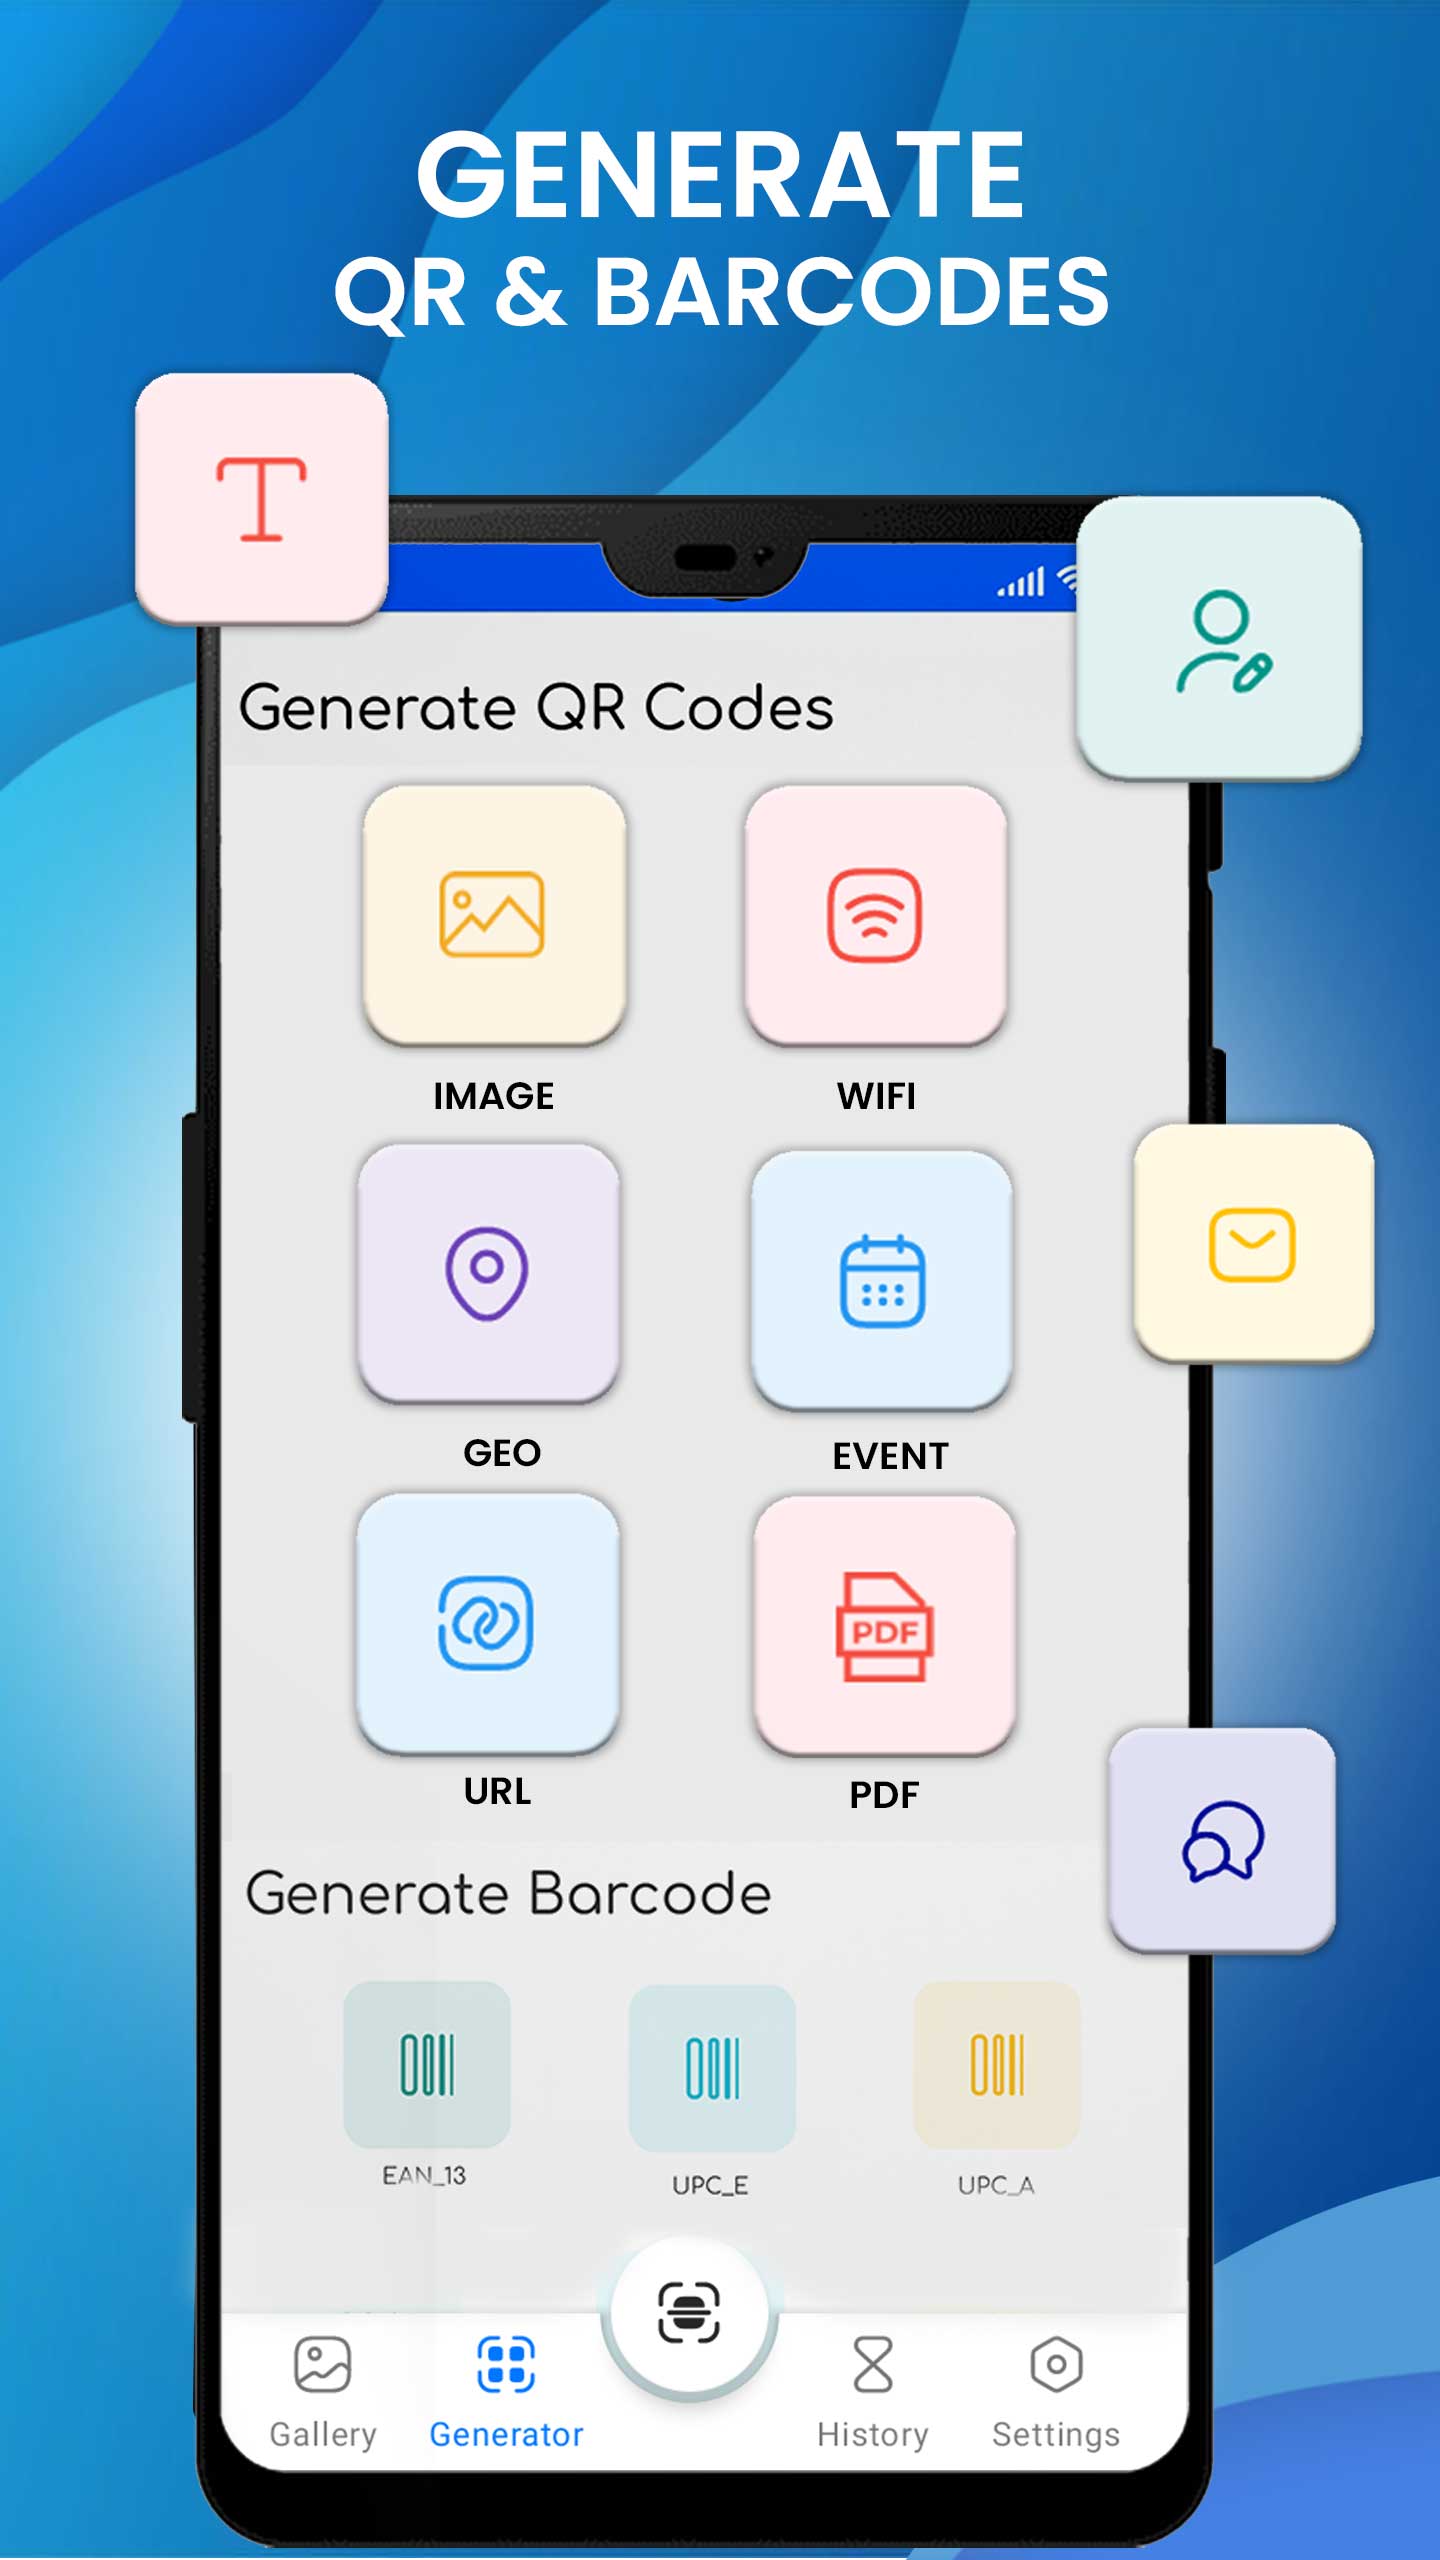 GENERATE
QR & BARCODES
T
Generate QR Codes
IMAGE
WIFI
GEO
EVENT
PDF
URL
PDF
Generate Barcode
EAN_13
UPC_E
UPC_A
Gallery
Generator
History
Settings